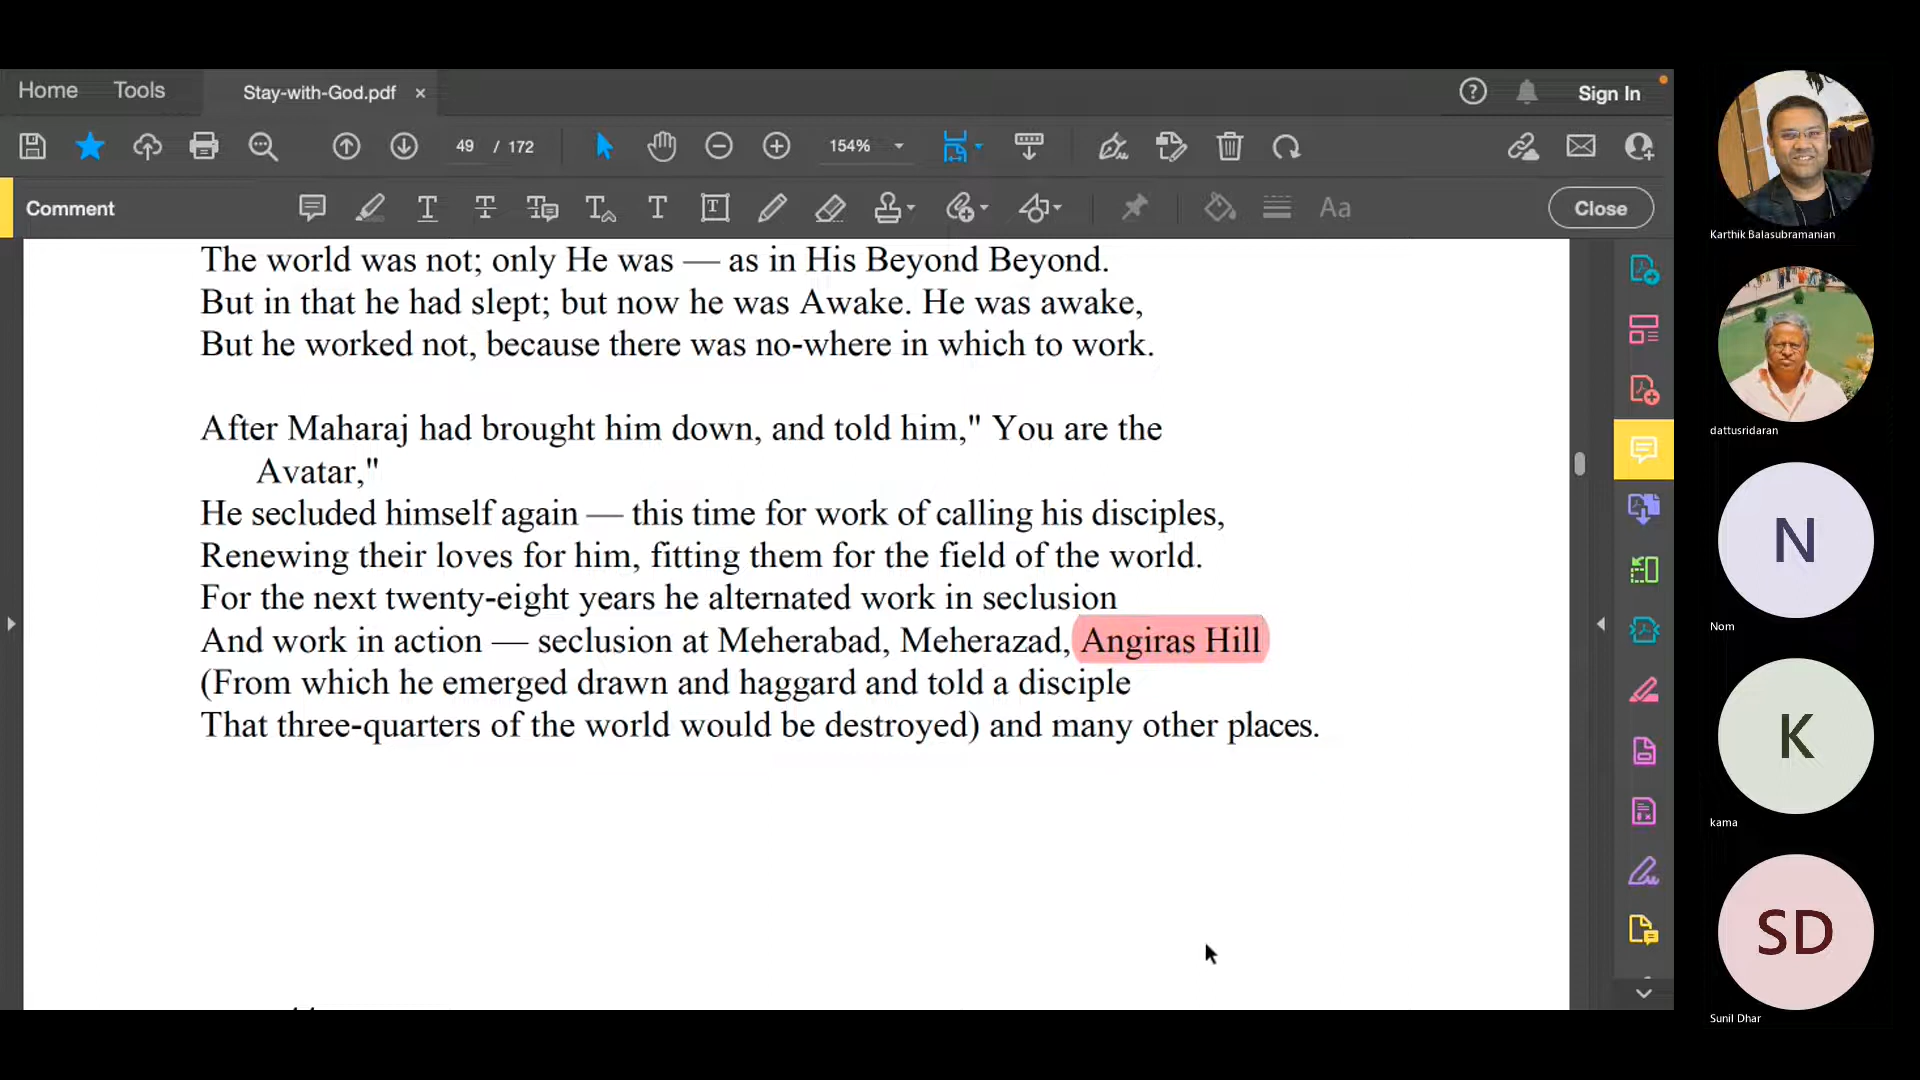 Home Tools Stay-with-God.pdf × Sign In
49 / 172 154%
Comment Close
The world was not; only He was — as in His Beyond Beyond.
But in that he had slept; but now he was Awake. He was awake,
But he worked not, because there was no-where in which to work.
After Maharaj had brought him down, and told him," You are the
Avatar,"
He secluded himself again — this time for work of calling his disciples,
Renewing their loves for him, fitting them for the field of the world.
For the next twenty-eight years he alternated work in seclusion
And work in action — seclusion at Meherabad, Meherazad, Angiras Hill
(From which he emerged drawn and haggard and told a disciple
That three-quarters of the world would be destroyed) and many other places.
Karthik Balasubramanian
dattusridaran
N
Nom
K
kama
SD
Sunil Dhar